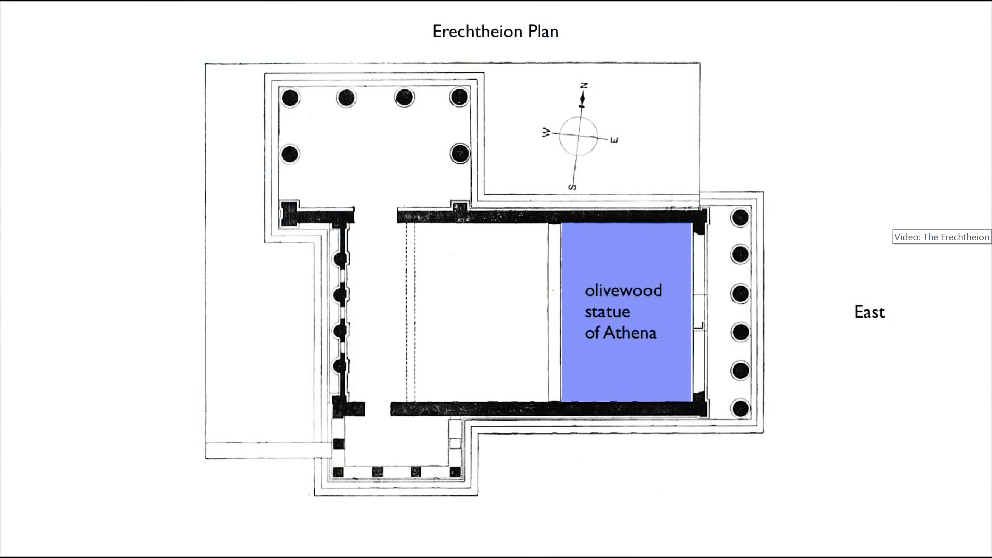 Erechtheion Plan
N
W
E
S
Video: The Erechtheion
olivewood
statue
of Athena
East